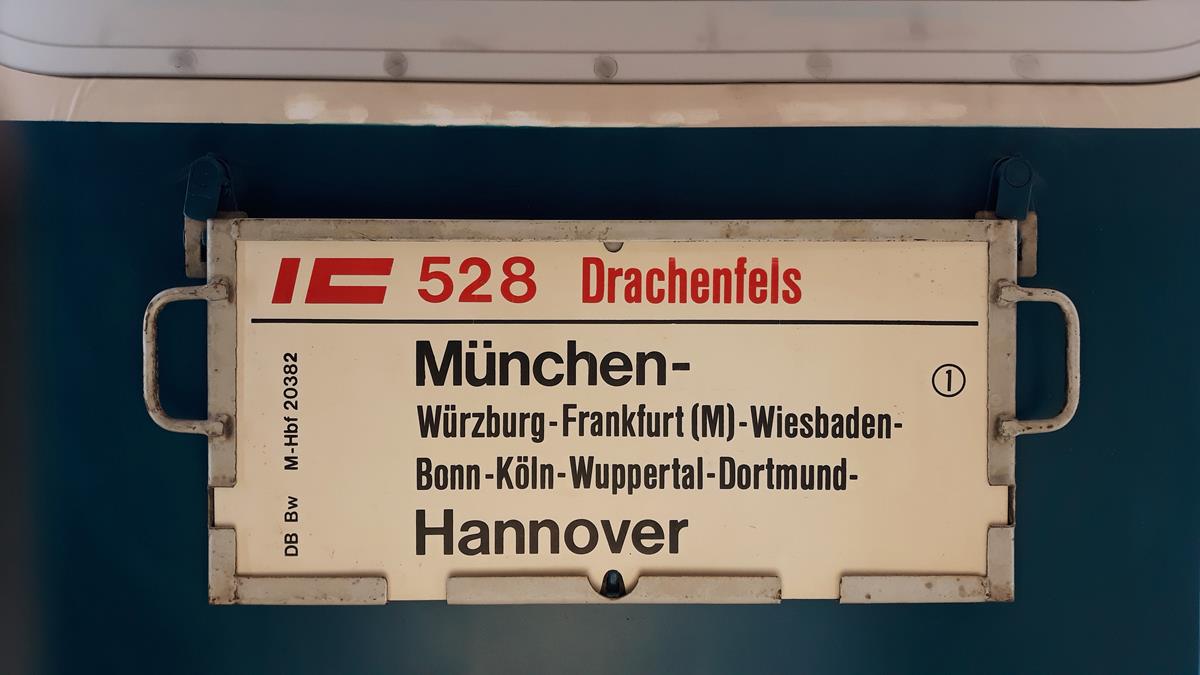 IC 528 Drachenfels
München-
Würzburg-Frankfurt (M)-Wiesbaden-
Bonn-Köln-Wuppertal-Dortmund-
Hannover
①
DB Bw M-Hbf 20382